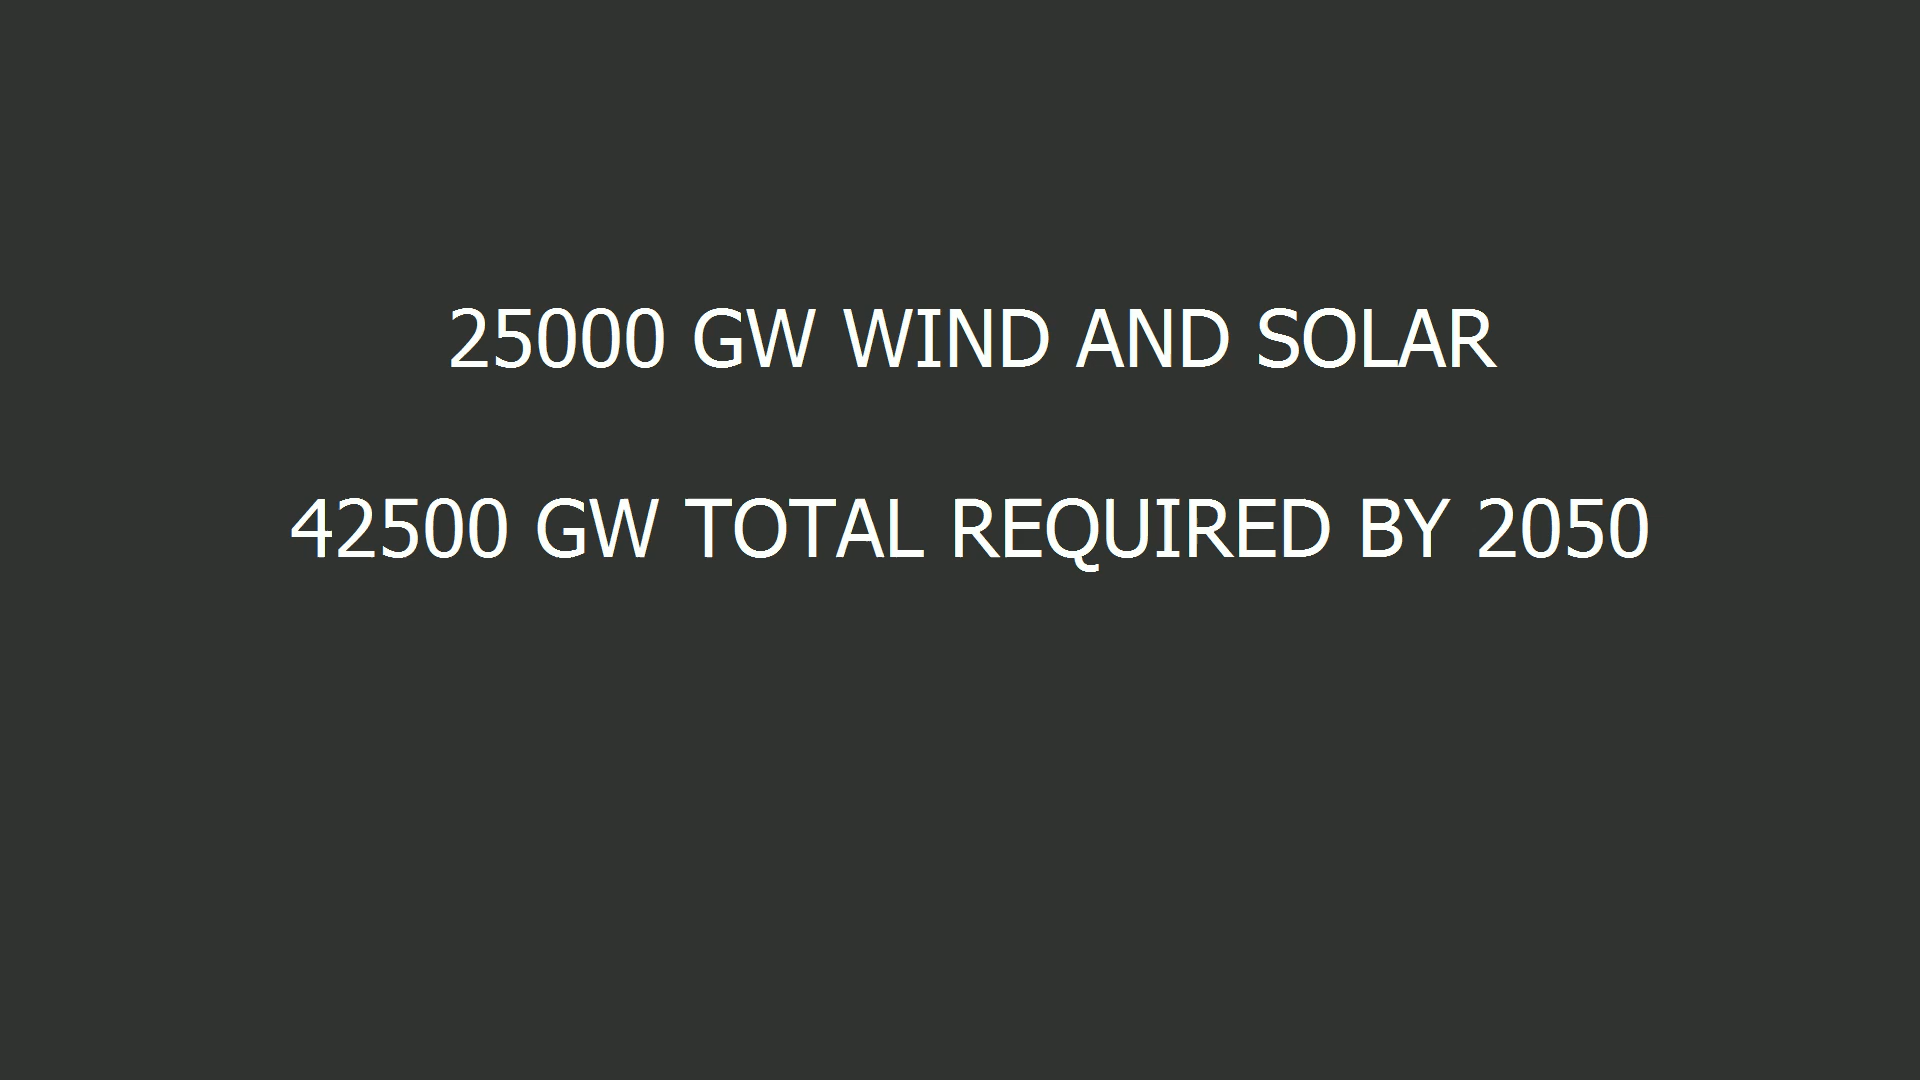 25000 GW WIND AND SOLAR
42500 GW TOTAL REQUIRED BY 2050